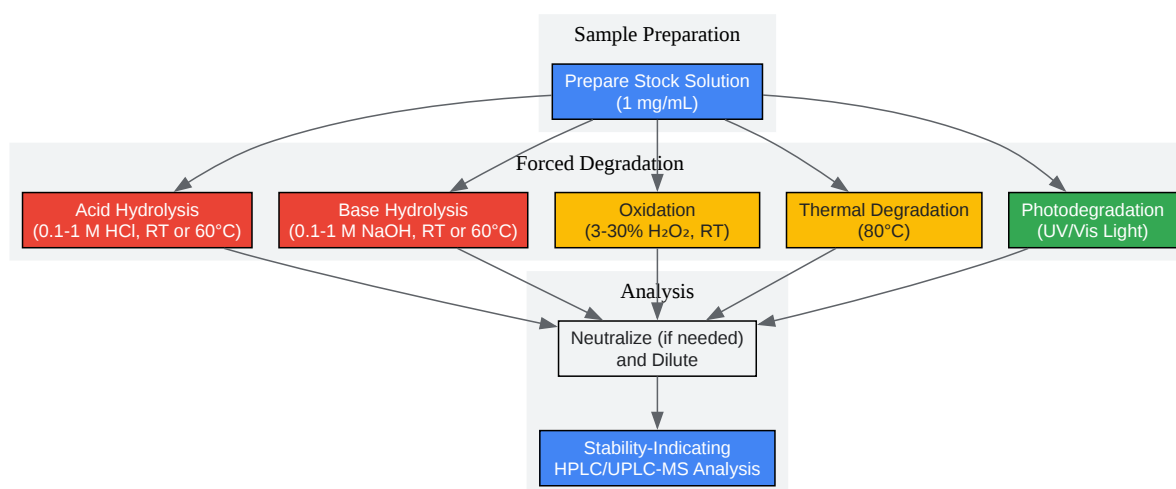 Sample Preparation
Prepare Stock Solution
(1 mg/mL)
Forced Degradation
Acid Hydrolysis
(0.1-1 M HCl, RT or 60°C)
Base Hydrolysis
(0.1-1 M NaOH, RT or 60°C)
Oxidation
(3-30% H₂O₂, RT)
Thermal Degradation
(80°C)
Photodegradation
(UV/Vis Light)
Analysis
Neutralize (if needed)
and Dilute
Stability-Indicating
HPLC/UPLC-MS Analysis